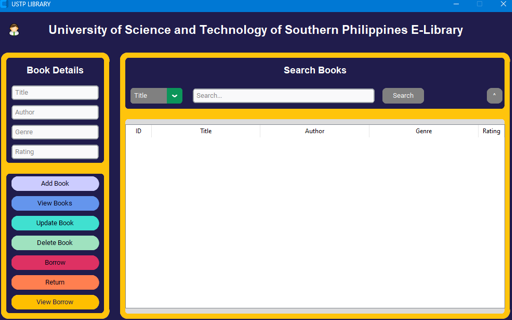 USTP LIBRARY
University of Science and Technology of Southern Philippines E-Library
Book Details
Title
Author
Genre
Rating
Add Book
View Books
Update Book
Delete Book
Borrow
Return
View Borrow
Search Books
Title
Search...
Search
ID Title Author Genre Rating